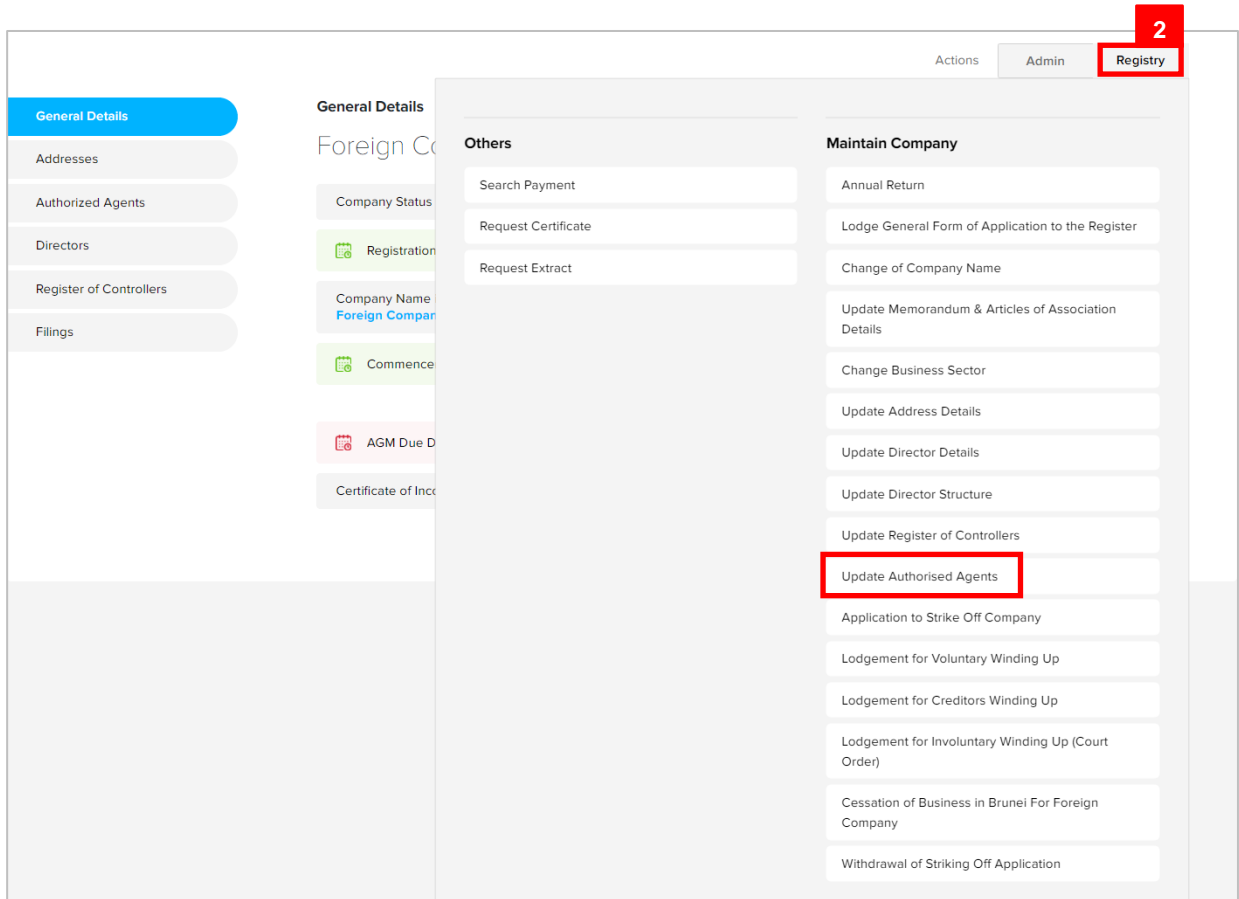 2
Actions
Admin
Registry
General Details
Addresses
Authorized Agents
Directors
Register of Controllers
Filings
General Details
Foreign
Company Status
Registration
Company Name
Foreign
AGM Due
Certificate of
Others
Search Payment
Request Certificate
Request Extract
Maintain Company
Annual Return
Lodge General Form of Application to the Register
Change of Company Name
Update Memorandum & Articles of Association
Details
Change Business Sector
Update Address Details
Update Director Details
Update Director Structure
Update Register of Controllers
Update Authorised Agents
Application to Strike Off Company
Lodgement for Voluntary Winding Up
Lodgement for Creditors Winding Up
Lodgement for Involuntary Winding Up (Court
Order)
Cessation of Business in Brunei For Foreign
Company
Withdrawal of Striking Off Application